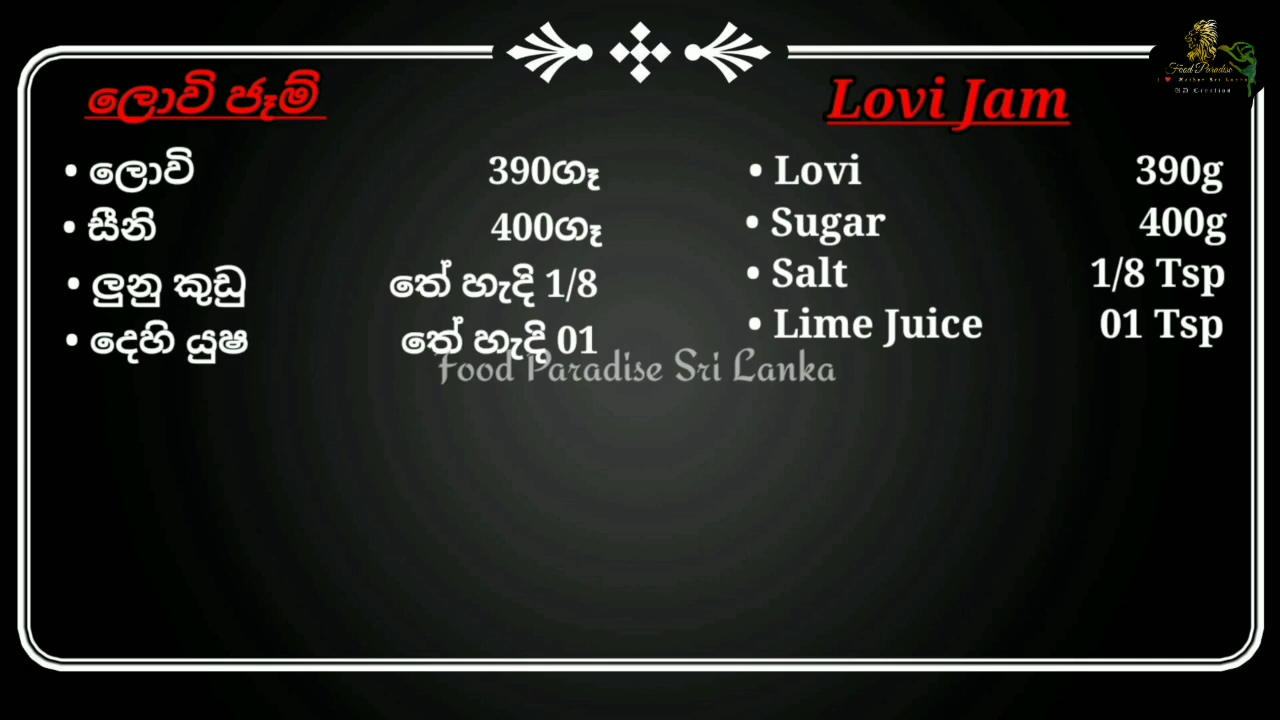 ලොවි ජෑම්
• ලොවි 390ගෑ
• සීනි 400ගෑ
• ලුනු කුඩු තේ හැදි 1/8
• දෙහි යුෂ තේ හැදි 01
Lovi Jam
• Lovi 390g
• Sugar 400g
• Salt 1/8 Tsp
• Lime Juice 01 Tsp
Food Paradise Sri Lanka
Food Paradise